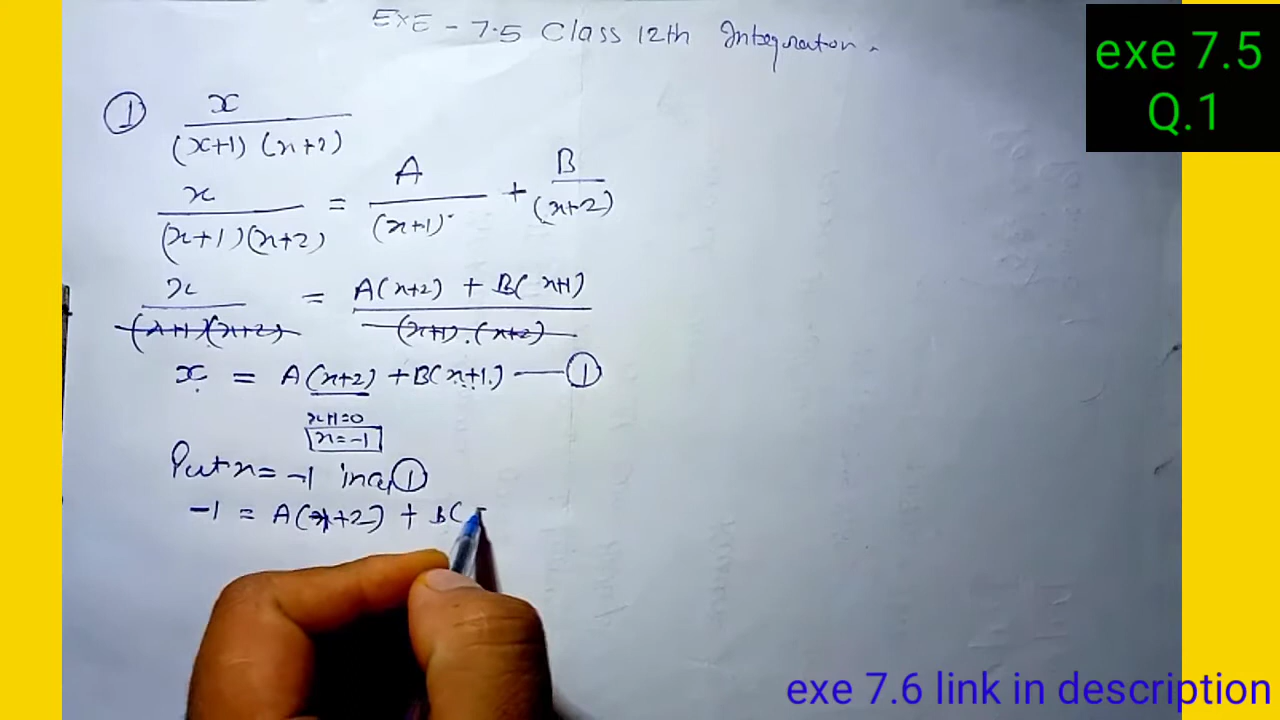 EXE - 7.5 Class 12th Integration.
exe 7.5
Q.1
① x / (x+1) (x+2)
x / (x+1)(x+2) = A / (x+1) + B / (x+2)
x / (x+1)(x+2) = A(x+2) + B(x+1) / (x+1).(x+2)
x = A(x+2) + B(x+1) — ①
x+1=0
x=-1
Put x = -1 in eq ①
-1 = A(-1+2) + B(-
exe 7.6 link in description